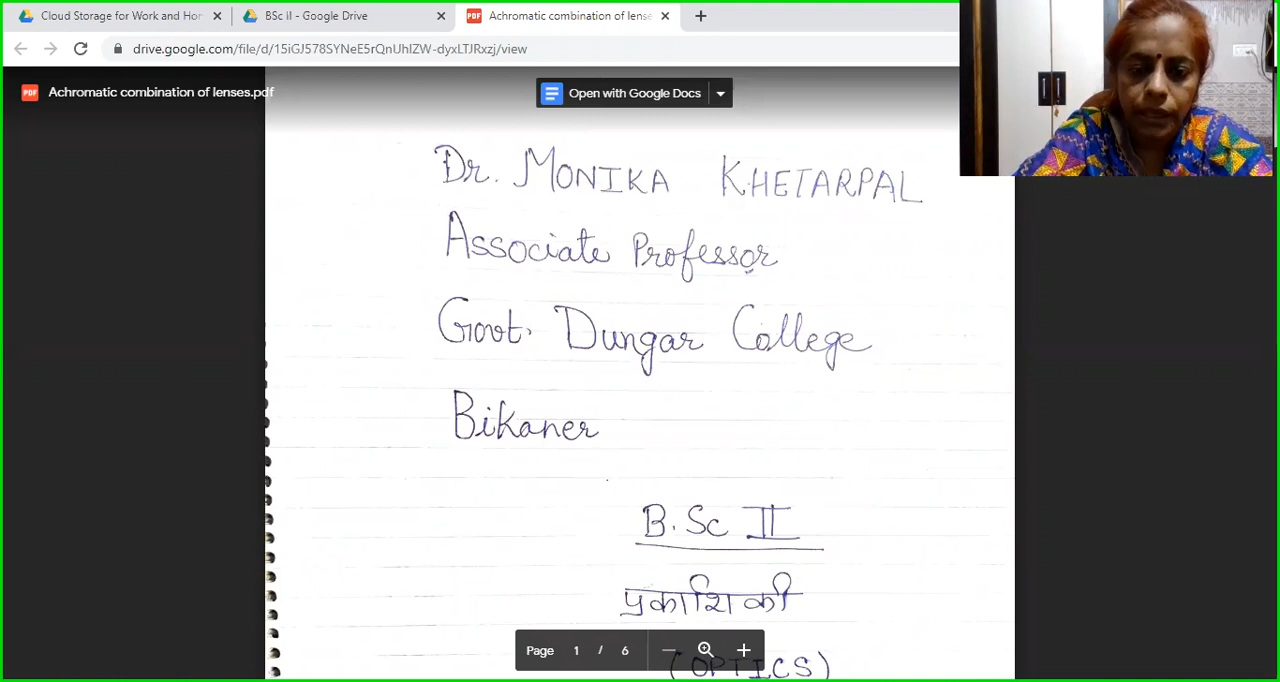 Cloud Storage for Work and Hor
BSc II - Google Drive
Achromatic combination of lense
drive.google.com/file/d/15iGJ578SYNeE5rQnUhIZW-dyxLTJRxzj/view
PDF Achromatic combination of lenses.pdf
Open with Google Docs
Dr. MONIKA KHETARPAL
Associate Professor
Govt. Dungar College
Bikaner
B.Sc II
प्रकाशिकी
(OPTICS)
Page 1 / 6